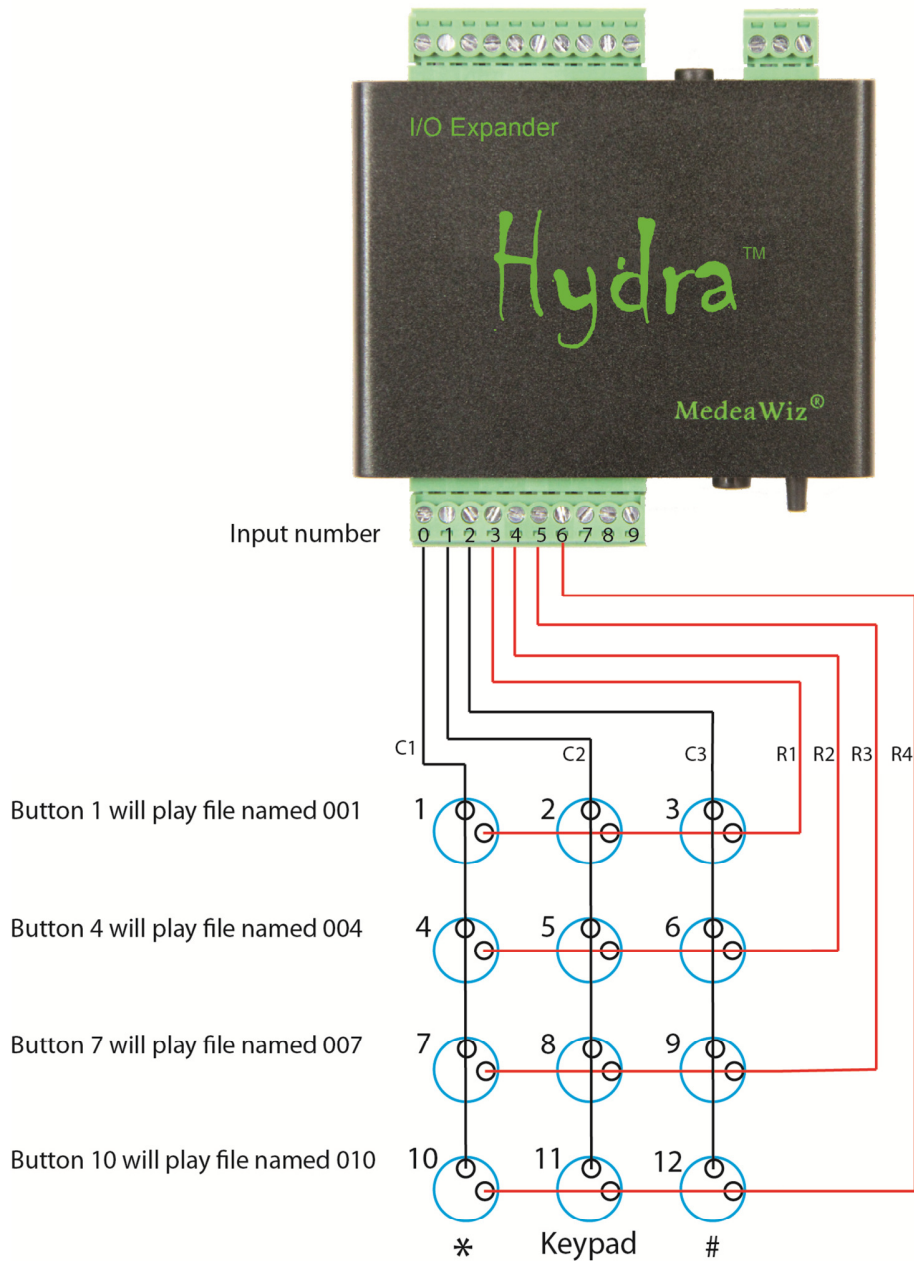 I/O Expander
Hydra™
MedeaWiz®
Input number 0 1 2 3 4 5 6 7 8 9
C1 C2 C3 R1 R2 R3 R4
Button 1 will play file named 001 1 2 3
Button 4 will play file named 004 4 5 6
Button 7 will play file named 007 7 8 9
Button 10 will play file named 010 10 11 12
* Keypad #